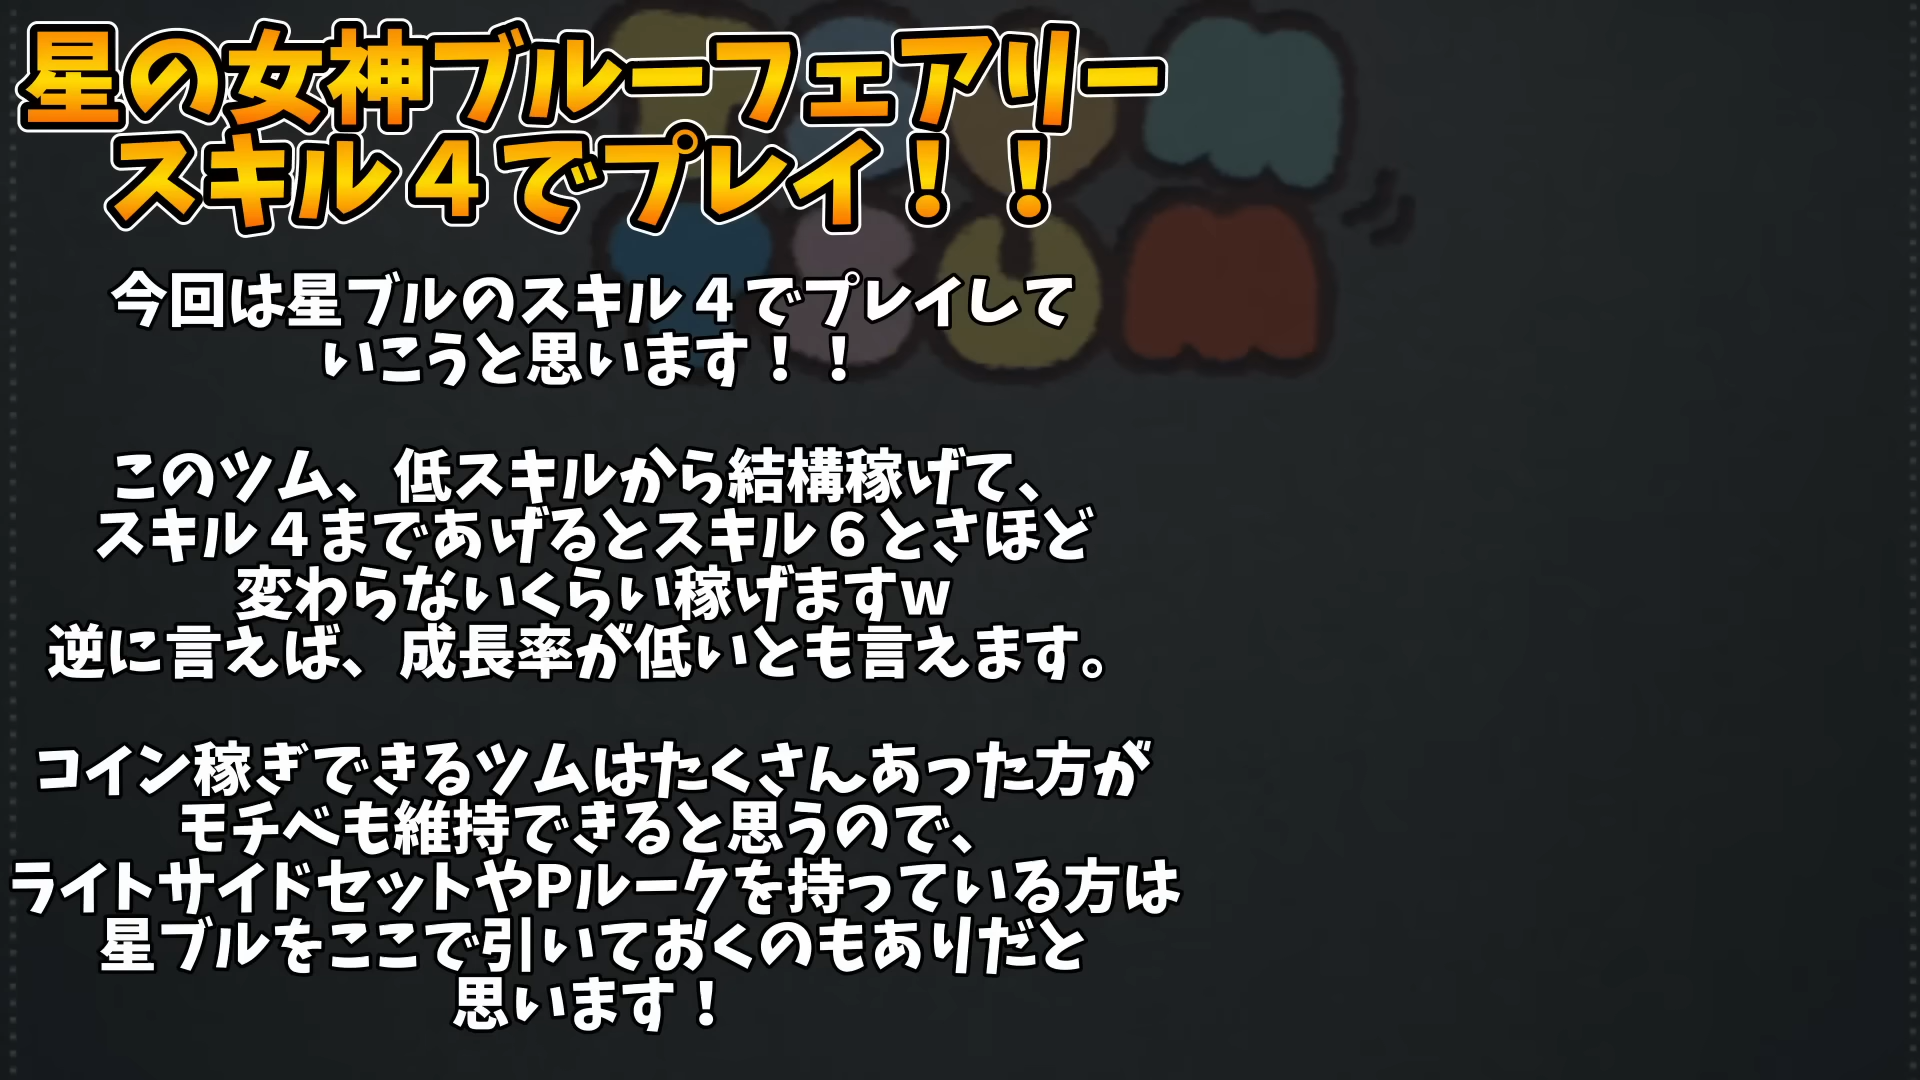 星の女神ブルーフェアリー
スキル４でプレイ！！
今回は星ブルのスキル４でプレイして
いこうと思います！！
このツム、低スキルから結構稼げて、
スキル４まであげるとスキル６とさほど
変わらないくらい稼げますw
逆に言えば、成長率が低いとも言えます。
コイン稼ぎできるツムはたくさんあった方が
モチベも維持できると思うので、
ライトサイドセットやPルークを持っている方は
星ブルをここで引いておくのもありだと
思います！